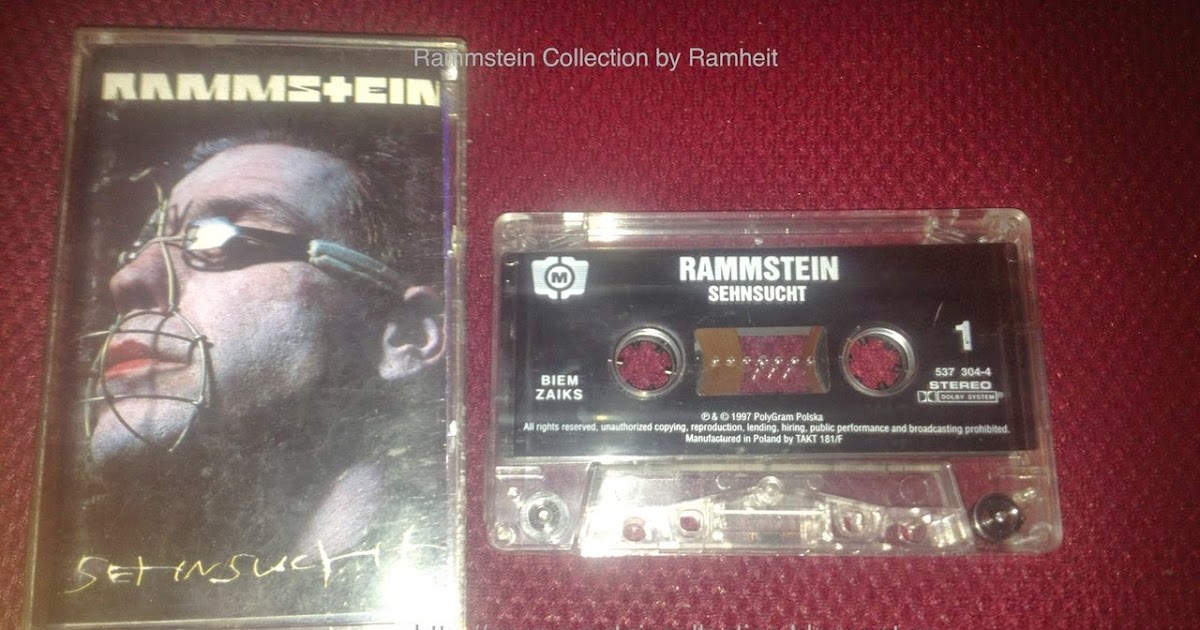 Rammstein Collection by Ramheit
RAMMSTEIN
SEHNSUCHT
M
RAMMSTEIN
SEHNSUCHT
1
537 304-4
STEREO
DOLBY SYSTEM
BIEM
ZAIKS
℗ & © 1997 PolyGram Polska
All rights reserved, unauthorized copying, reproduction, lending, hiring, public performance and broadcasting prohibited.
Manufactured in Poland by TAKT 181/F